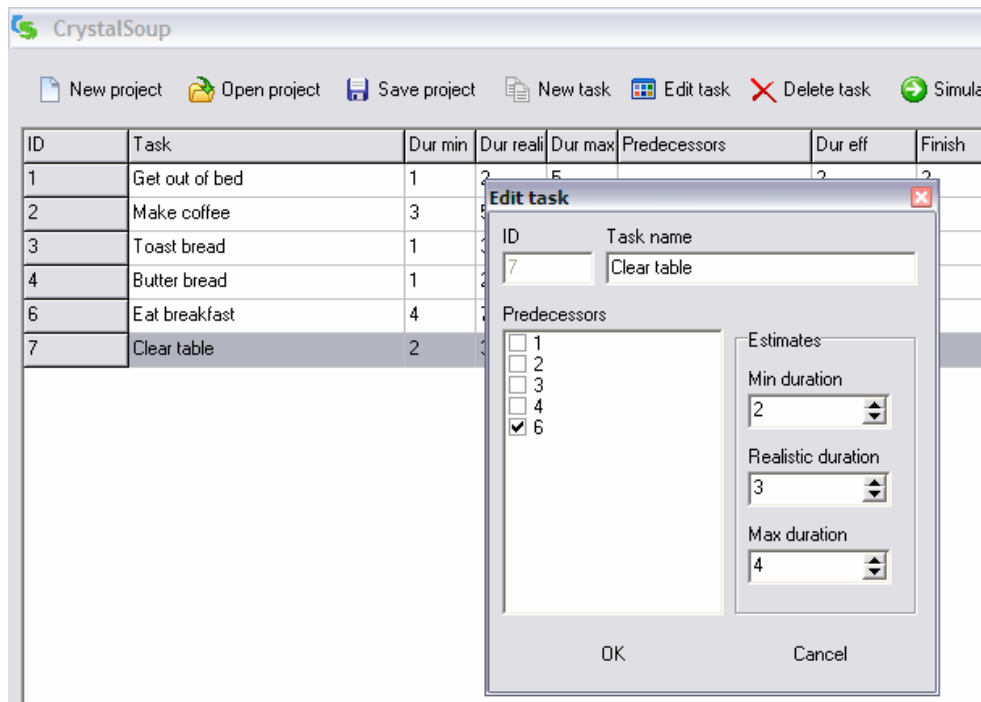 CrystalSoup
New project Open project Save project New task Edit task Delete task Simula
ID Task Dur min Dur reali Dur max Predecessors Dur eff Finish
1 Get out of bed 1 2 5 2 2
2 Make coffee 3
3 Toast bread 1
4 Butter bread 1
6 Eat breakfast 4
7 Clear table 2
Edit task
ID Task name
7 Clear table
Predecessors
1
2
3
4
6
Estimates
Min duration
2
Realistic duration
3
Max duration
4
OK Cancel